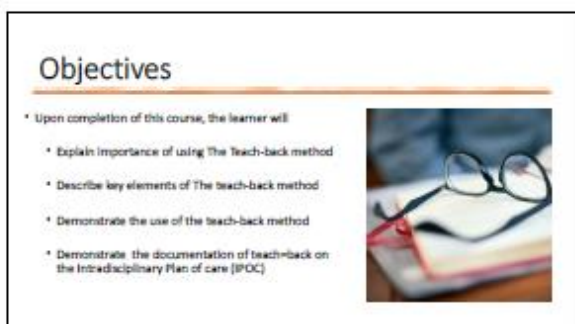 Objectives
• Upon completion of this course, the learner will
• Explain importance of using The Teach-back method
• Describe key elements of The teach-back method
• Demonstrate the use of the teach-back method
• Demonstrate the documentation of teach=back on
the Intradisciplinary Plan of care (IPOC)